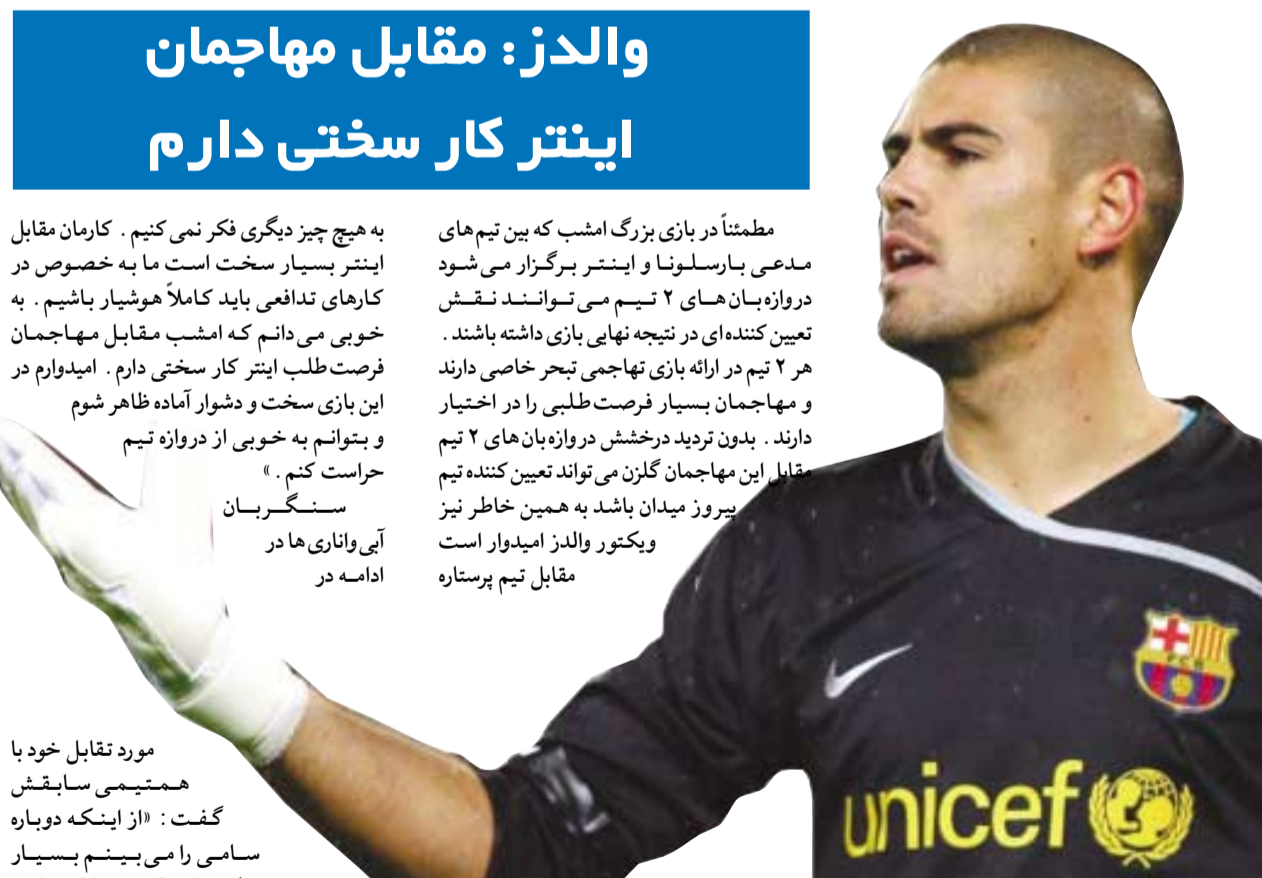 والدز: مقابل مهاجمان
اینتر کار سختی دارم
مطمئناً در بازی بزرگ امشب که بین تیم‌های
مدعی بارسلونا و اینتر برگزار می‌شود
دروازه‌بان‌های ۲ تیم می‌توانند نقش
تعیین کننده‌ای در نتیجه نهایی بازی داشته باشند .
هر ۲ تیم در ارائه بازی تهاجمی تبحر خاصی دارند
و مهاجمان بسیار فرصت‌طلبی را در اختیار
دارند . بدون تردید درخشش دروازه‌بان‌های ۲ تیم
مقابل این مهاجمان گلزن می‌تواند تعیین کننده تیم
پیروز میدان باشد به همین خاطر نیز
ویکتور والدز امیدوار است
مقابل تیم پرستاره
به هیچ چیز دیگری فکر نمی‌کنیم . کارمان مقابل
اینتر بسیار سخت است ما به خصوص در
کارهای تدافعی باید کاملاً هوشیار باشیم . به
خوبی می‌دانم که امشب مقابل مهاجمان
فرصت طلب اینتر کار سختی دارم . امیدوارم در
این بازی سخت و دشوار آماده ظاهر شوم
و بتوانم به خوبی از دروازه تیم
حراست کنم . »
سنگربان
آبی‌واناری‌ها در
ادامه در
مورد تقابل خود با
همتیمی سابقش
گفت : «از اینکه دوباره
سامی را می‌بینم بسیار
FCB
unicef